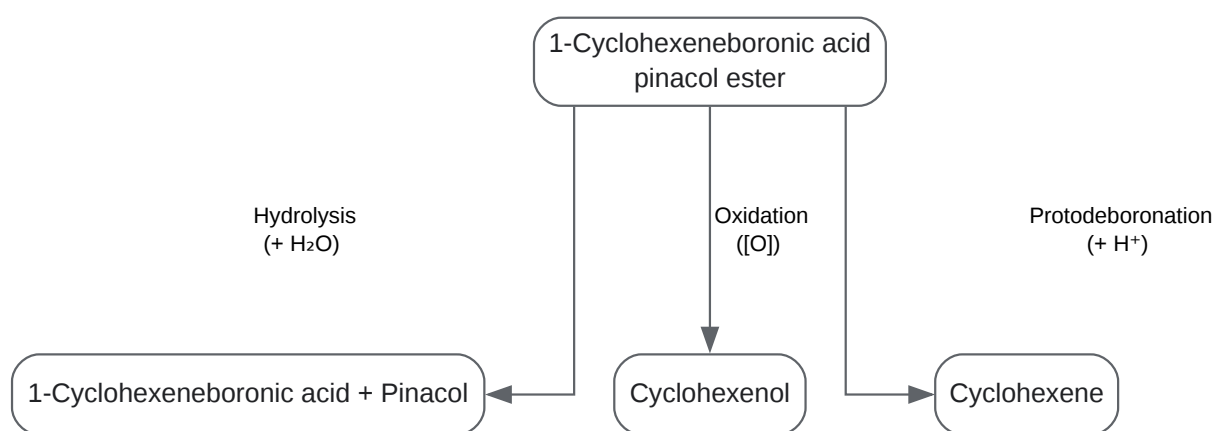 1-Cyclohexeneboronic acid
pinacol ester
Hydrolysis
(+ H₂O)
Oxidation
([O])
Protodeboronation
(+ H⁺)
1-Cyclohexeneboronic acid + Pinacol
Cyclohexenol
Cyclohexene